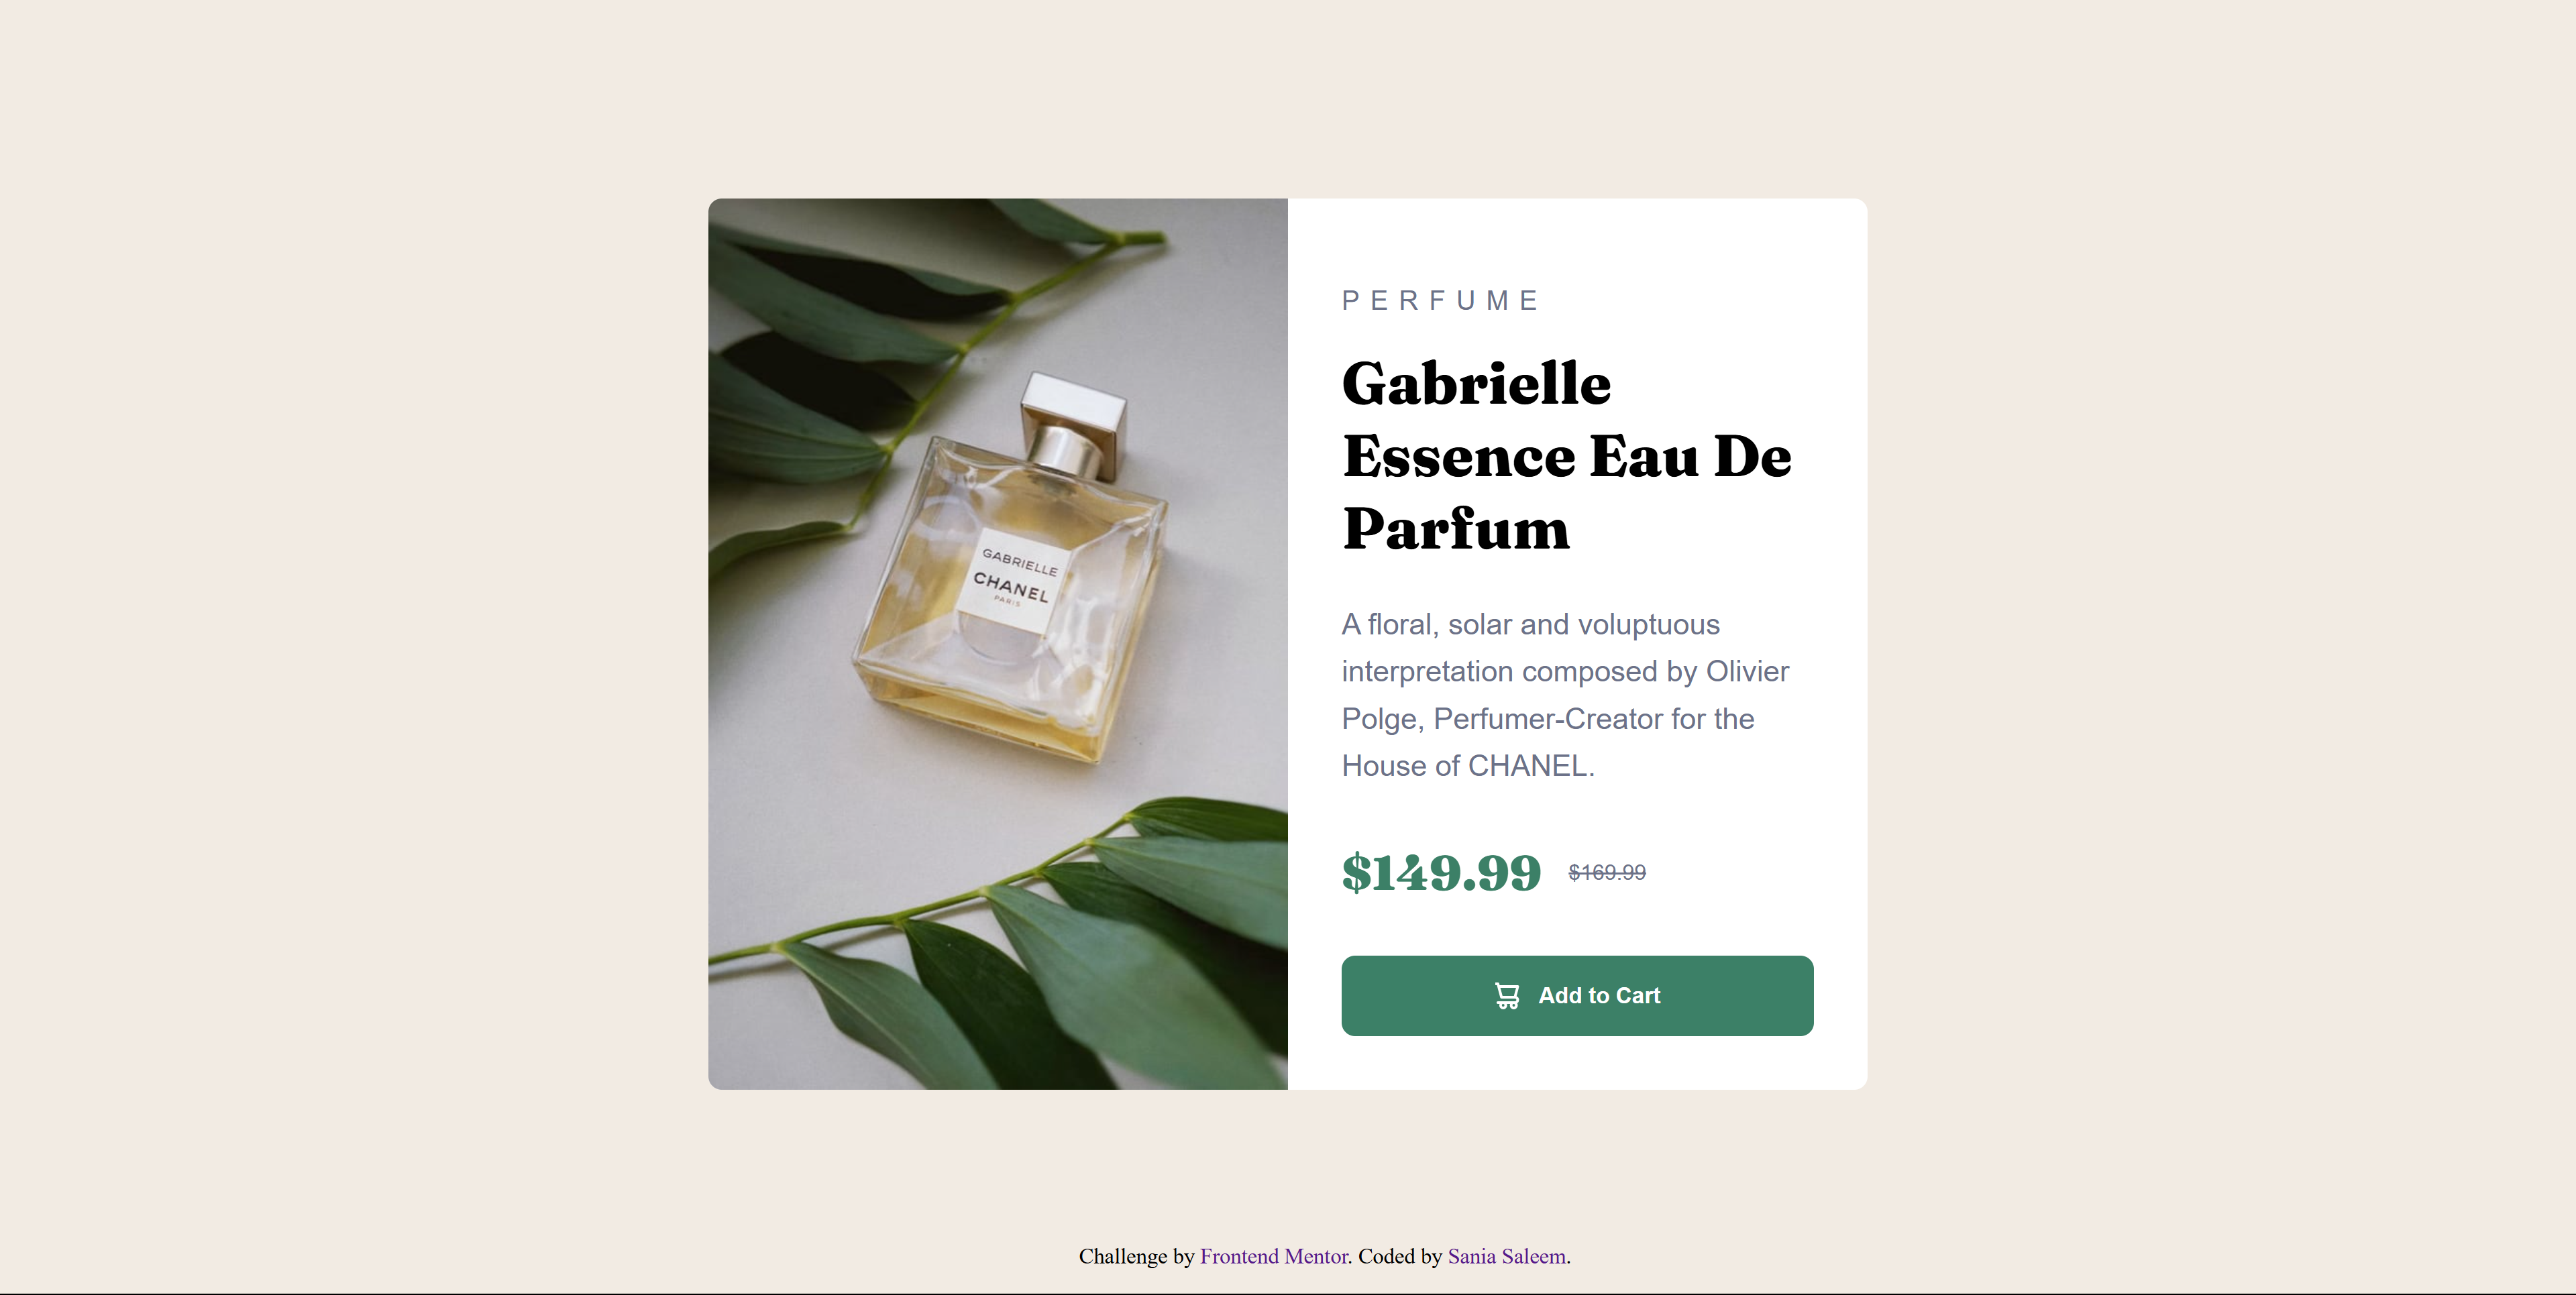 GABRIELLE
CHANEL
PARIS
PERFUME
Gabrielle
Essence Eau De
Parfum
A floral, solar and voluptuous
interpretation composed by Olivier
Polge, Perfumer-Creator for the
House of CHANEL.
$149.99 $169.99
Add to Cart
Challenge by Frontend Mentor. Coded by Sania Saleem.